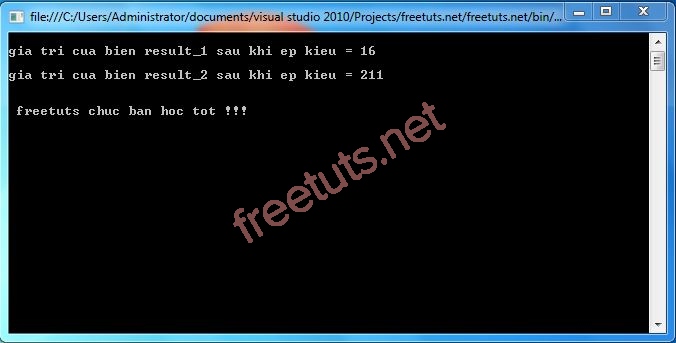 file:///C:/Users/Administrator/documents/visual studio 2010/Projects/freetuts.net/freetuts.net/bin/...
gia tri cua bien result_1 sau khi ep kieu = 16
gia tri cua bien result_2 sau khi ep kieu = 211
freetuts chuc ban hoc tot !!!
freetuts.net